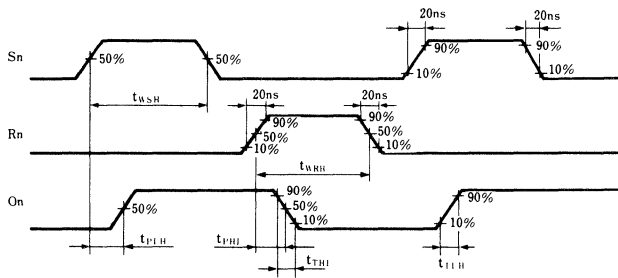 20ns 20ns
Sn 50% 50% 90% 90%
10% 10%
tWSH
20ns 20ns
Rn 90% 90%
50% 50%
10% 10%
tWRH
On 90% 90%
50% 50%
10% 10%
tPLH tPHL tTHL tTLH